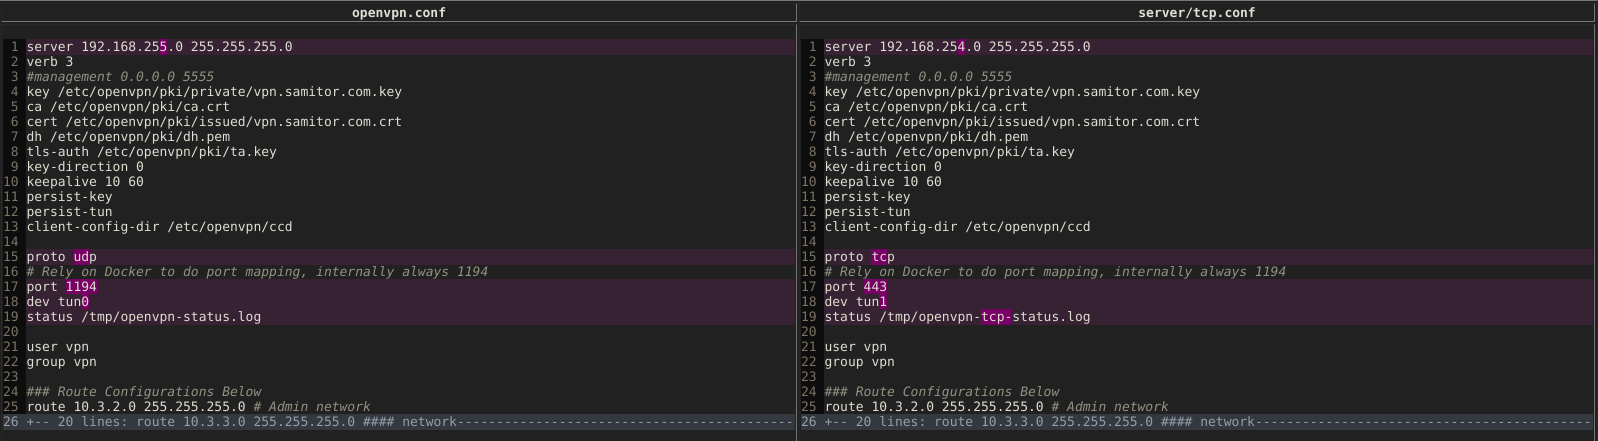 openvpn.conf
1 server 192.168.255.0 255.255.255.0
2 verb 3
3 #management 0.0.0.0 5555
4 key /etc/openvpn/pki/private/vpn.samitor.com.key
5 ca /etc/openvpn/pki/ca.crt
6 cert /etc/openvpn/pki/issued/vpn.samitor.com.crt
7 dh /etc/openvpn/pki/dh.pem
8 tls-auth /etc/openvpn/pki/ta.key
9 key-direction 0
10 keepalive 10 60
11 persist-key
12 persist-tun
13 client-config-dir /etc/openvpn/ccd
14
15 proto udp
16 # Rely on Docker to do port mapping, internally always 1194
17 port 1194
18 dev tun0
19 status /tmp/openvpn-status.log
20
21 user vpn
22 group vpn
23
24 ### Route Configurations Below
25 route 10.3.2.0 255.255.255.0 # Admin network
26 +-- 20 lines: route 10.3.3.0 255.255.255.0 #### network-------------------------------------------
server/tcp.conf
1 server 192.168.254.0 255.255.255.0
2 verb 3
3 #management 0.0.0.0 5555
4 key /etc/openvpn/pki/private/vpn.samitor.com.key
5 ca /etc/openvpn/pki/ca.crt
6 cert /etc/openvpn/pki/issued/vpn.samitor.com.crt
7 dh /etc/openvpn/pki/dh.pem
8 tls-auth /etc/openvpn/pki/ta.key
9 key-direction 0
10 keepalive 10 60
11 persist-key
12 persist-tun
13 client-config-dir /etc/openvpn/ccd
14
15 proto tcp
16 # Rely on Docker to do port mapping, internally always 1194
17 port 443
18 dev tun1
19 status /tmp/openvpn-tcp-status.log
20
21 user vpn
22 group vpn
23
24 ### Route Configurations Below
25 route 10.3.2.0 255.255.255.0 # Admin network
26 +-- 20 lines: route 10.3.3.0 255.255.255.0 #### network-------------------------------------------